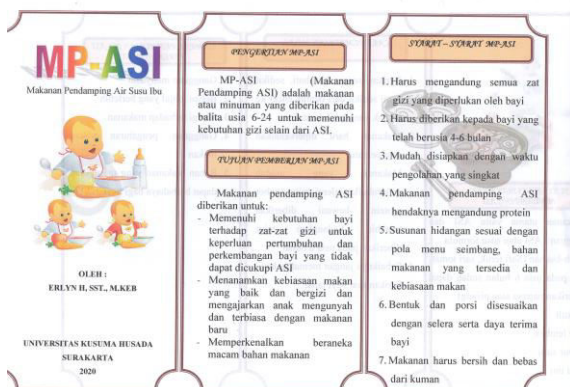 MP-ASI
Makanan Pendamping Air Susu Ibu
OLEH :
ERLYN H, SST., M.KEB
UNIVERSITAS KUSUMA HUSADA
SURAKARTA
2020
PENGERTIAN MP-ASI
MP-ASI (Makanan
Pendamping ASI) adalah makanan
atau minuman yang diberikan pada
balita usia 6-24 untuk memenuhi
kebutuhan gizi selain dari ASI.
TUJUAN PEMBERIAN MP-ASI
Makanan pendamping ASI
diberikan untuk:
- Memenuhi kebutuhan bayi
terhadap zat-zat gizi untuk
keperluan pertumbuhan dan
perkembangan bayi yang tidak
dapat dicukupi ASI
- Menanamkan kebiasaan makan
yang baik dan bergizi dan
mengajarkan anak mengunyah
dan terbiasa dengan makanan
baru
- Memperkenalkan beraneka
macam bahan makanan
SYARAT – SYARAT MP-ASI
1. Harus mengandung semua zat
gizi yang diperlukan oleh bayi
2. Harus diberikan kepada bayi yang
telah berusia 4-6 bulan
3. Mudah disiapkan dengan waktu
pengolahan yang singkat
4. Makanan pendamping ASI
hendaknya mengandung protein
5. Susunan hidangan sesuai dengan
pola menu seimbang, bahan
makanan yang tersedia dan
kebiasaan makan
6. Bentuk dan porsi disesuaikan
dengan selera serta daya terima
bayi
7. Makanan harus bersih dan bebas
dari kuman